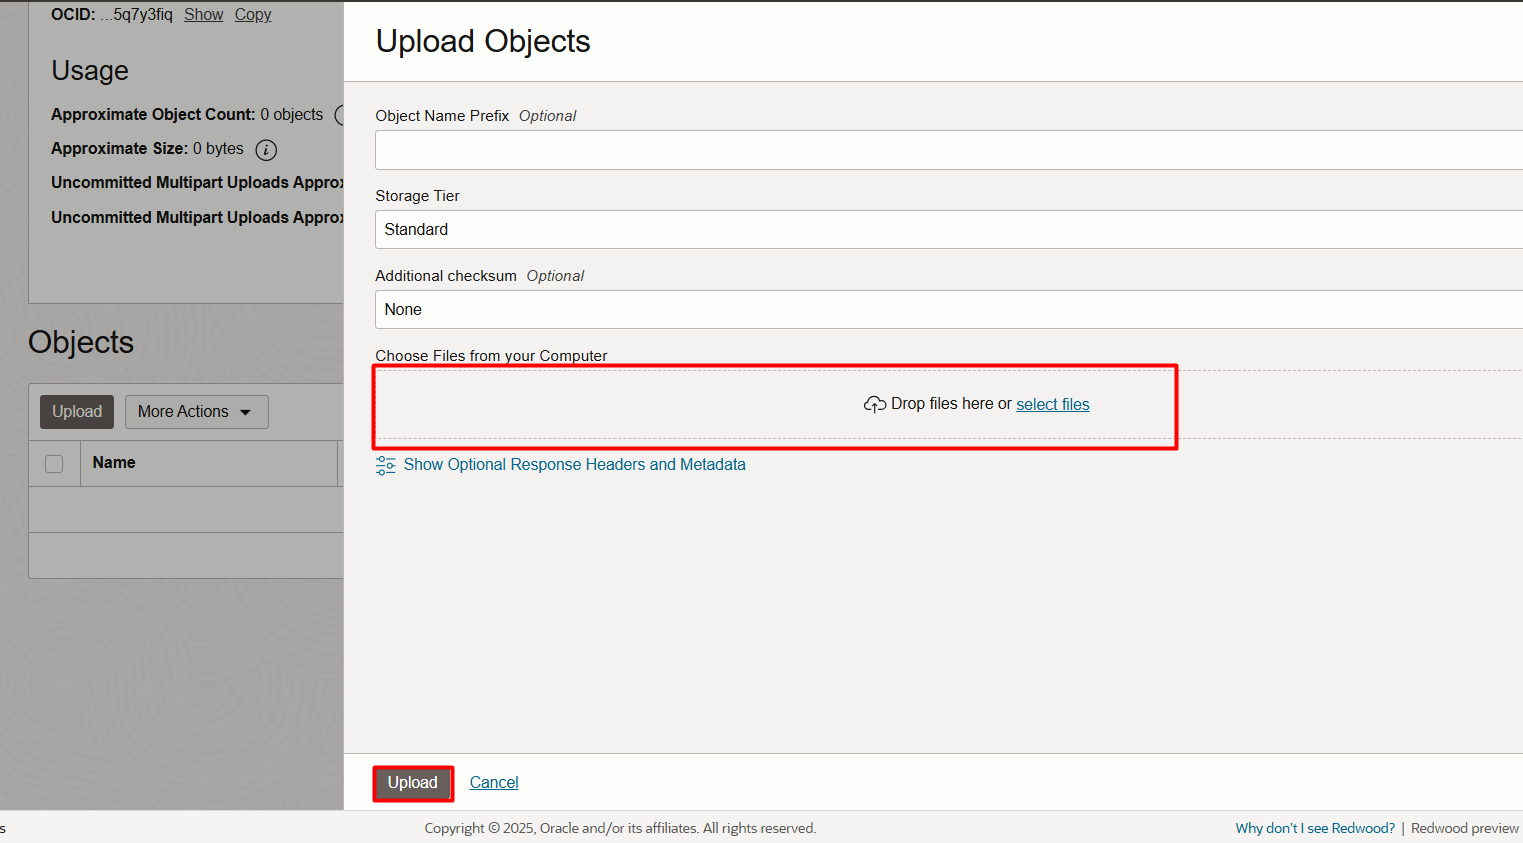 OCID: ...5q7y3fiq Show Copy
Usage
Approximate Object Count: 0 objects
Approximate Size: 0 bytes i
Uncommitted Multipart Uploads Approx
Uncommitted Multipart Uploads Approx
Objects
Upload More Actions
Name
Upload Objects
Object Name Prefix Optional
Storage Tier
Standard
Additional checksum Optional
None
Choose Files from your Computer
Drop files here or select files
Show Optional Response Headers and Metadata
Upload Cancel
s Copyright © 2025, Oracle and/or its affiliates. All rights reserved. Why don't I see Redwood? | Redwood preview